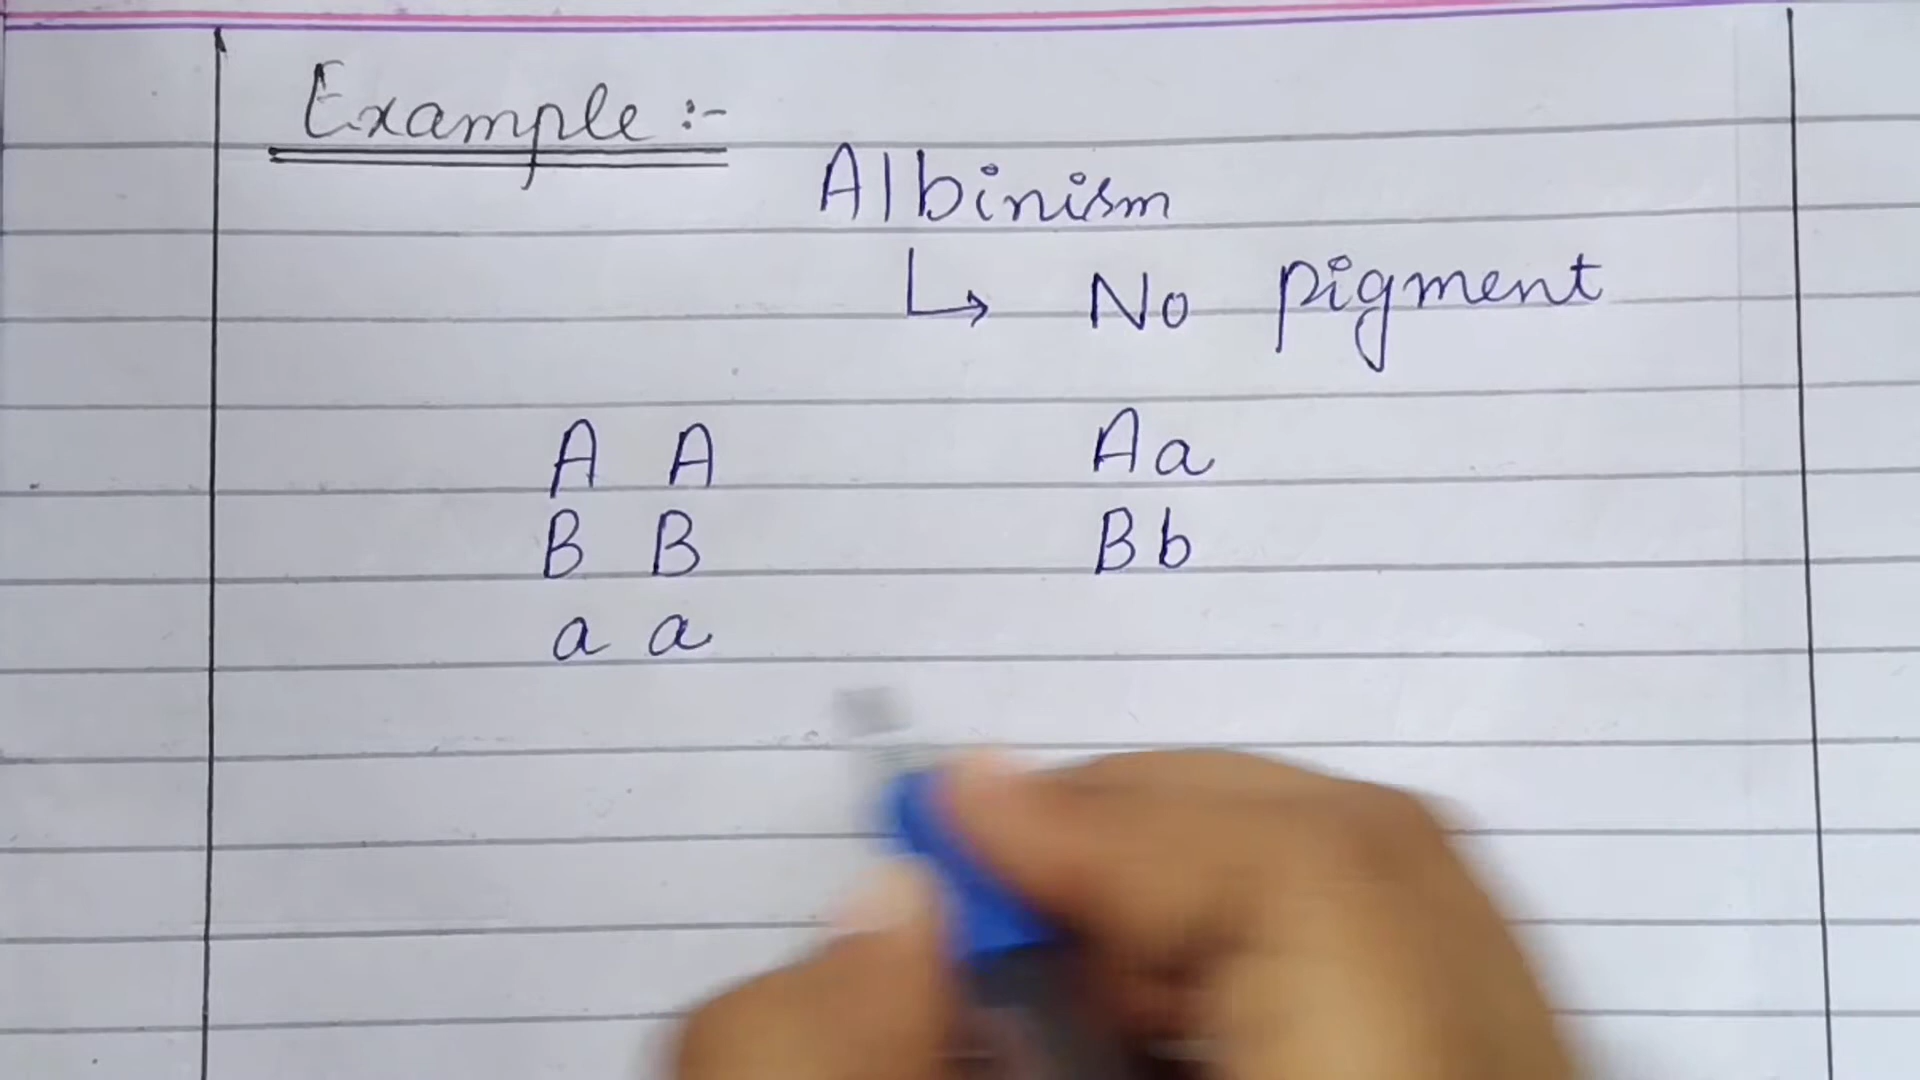 Example :-
Albinism
↳ No pigment
A A Aa
B B Bb
a a